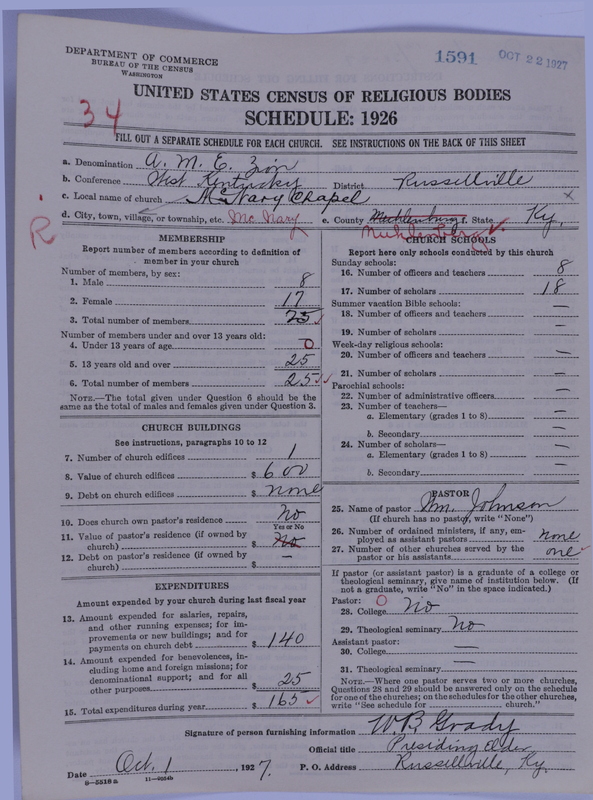 DEPARTMENT OF COMMERCE
BUREAU OF THE CENSUS
WASHINGTON
1591 OCT 22 1927
UNITED STATES CENSUS OF RELIGIOUS BODIES
SCHEDULE: 1926
34
FILL OUT A SEPARATE SCHEDULE FOR EACH CHURCH. SEE INSTRUCTIONS ON THE BACK OF THIS SHEET
a. Denomination A. M. E. Zion
b. Conference West Kentucky District Russellville
c. Local name of church McNary Chapel
d. City, town, village, or township, etc. McNary e. County Muhlenburg f. State Ky.
R Muhlenberg
MEMBERSHIP
Report number of members according to definition of
member in your church
Number of members, by sex:
1. Male 8
2. Female 17
3. Total number of members 25
Number of members under and over 13 years old:
4. Under 13 years of age 0
5. 13 years old and over 25
6. Total number of members 25
NOTE.—The total given under Question 6 should be the
same as the total of males and females given under Question 3.
CHURCH BUILDINGS
See instructions, paragraphs 10 to 12
7. Number of church edifices 1
8. Value of church edifices $ 600
9. Debt on church edifices $ none
10. Does church own pastor's residence No
Yes or No
11. Value of pastor's residence (if owned by
church) $ No
12. Debt on pastor's residence (if owned by
church) $ —
EXPENDITURES
Amount expended by your church during last fiscal year
13. Amount expended for salaries, repairs,
and other running expenses; for im-
provements or new buildings; and for
payments on church debt $ 140
14. Amount expended for benevolences, in-
cluding home and foreign missions; for
denominational support; and for all
other purposes $ 25
15. Total expenditures during year $ 165
CHURCH SCHOOLS
Report here only schools conducted by this church
Sunday schools:
16. Number of officers and teachers 8
17. Number of scholars 18
Summer vacation Bible schools:
18. Number of officers and teachers —
19. Number of scholars —
Week-day religious schools:
20. Number of officers and teachers —
21. Number of scholars —
Parochial schools:
22. Number of administrative officers —
23. Number of teachers—
a. Elementary (grades 1 to 8) —
b. Secondary —
24. Number of scholars—
a. Elementary (grades 1 to 8) —
b. Secondary —
PASTOR
25. Name of pastor Wm. Johnson
(If church has no pastor, write "None")
26. Number of ordained ministers, if any, em-
ployed as assistant pastors none
27. Number of other churches served by the
pastor or his assistants one
If pastor (or assistant pastor) is a graduate of a college or
theological seminary, give name of institution below. (If
not a graduate, write "No" in the space indicated.)
Pastor: O
28. College No
29. Theological seminary No
Assistant pastor:
30. College —
31. Theological seminary —
NOTE.—Where one pastor serves two or more churches,
Questions 28 and 29 should be answered only on the schedule
for one of the churches; on the schedules for the other churches,
write "See schedule for church."
Signature of person furnishing information W B Grady
Official title Presiding Elder
Date Oct. 1, 1927. P. O. Address Russellville, Ky.
8—5518 a 11—9054b